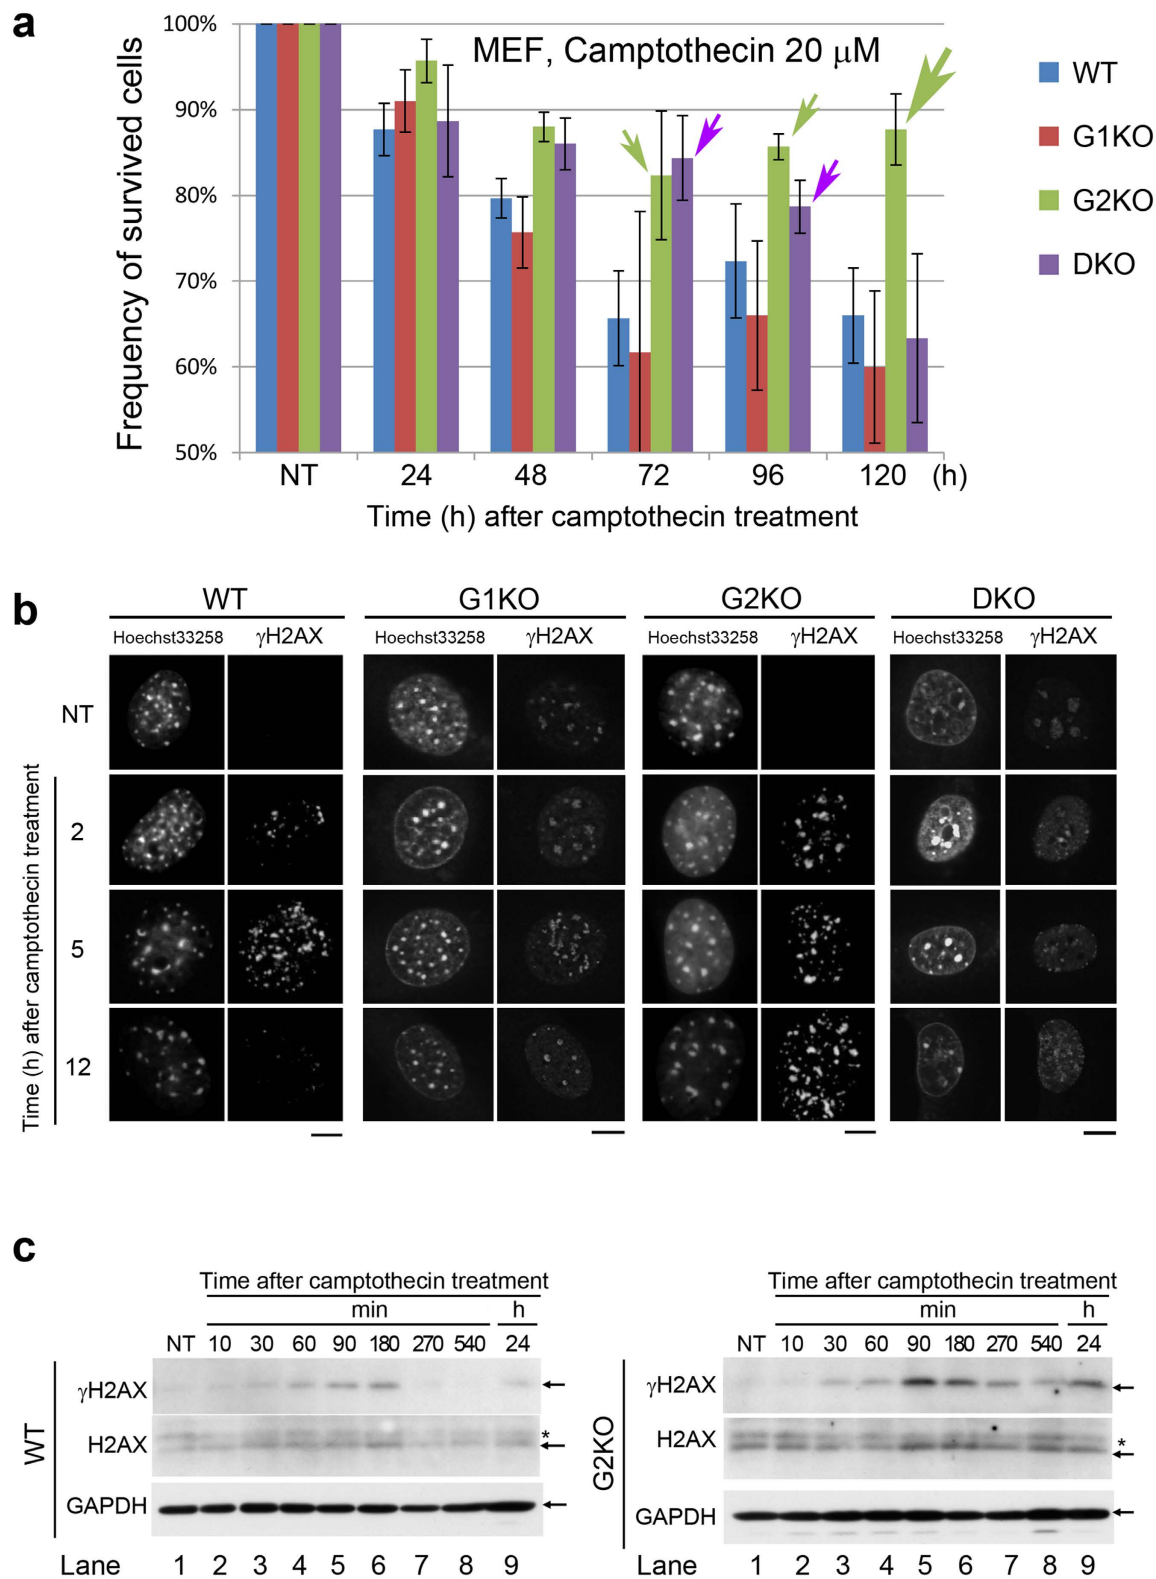 a
MEF, Camptothecin 20 μM
Frequency of survived cells
100%
90%
80%
70%
60%
50%
NT 24 48 72 96 120 (h)
Time (h) after camptothecin treatment
WT
G1KO
G2KO
DKO
b
WT G1KO G2KO DKO
Hoechst33258 γH2AX Hoechst33258 γH2AX Hoechst33258 γH2AX Hoechst33258 γH2AX
NT
2
5
12
Time (h) after camptothecin treatment
c
Time after camptothecin treatment
min h
NT 10 30 60 90 180 270 540 24
WT
γH2AX
H2AX *
GAPDH
Lane 1 2 3 4 5 6 7 8 9
Time after camptothecin treatment
min h
NT 10 30 60 90 180 270 540 24
G2KO
γH2AX
H2AX *
GAPDH
1 2 3 4 5 6 7 8 9
Lane